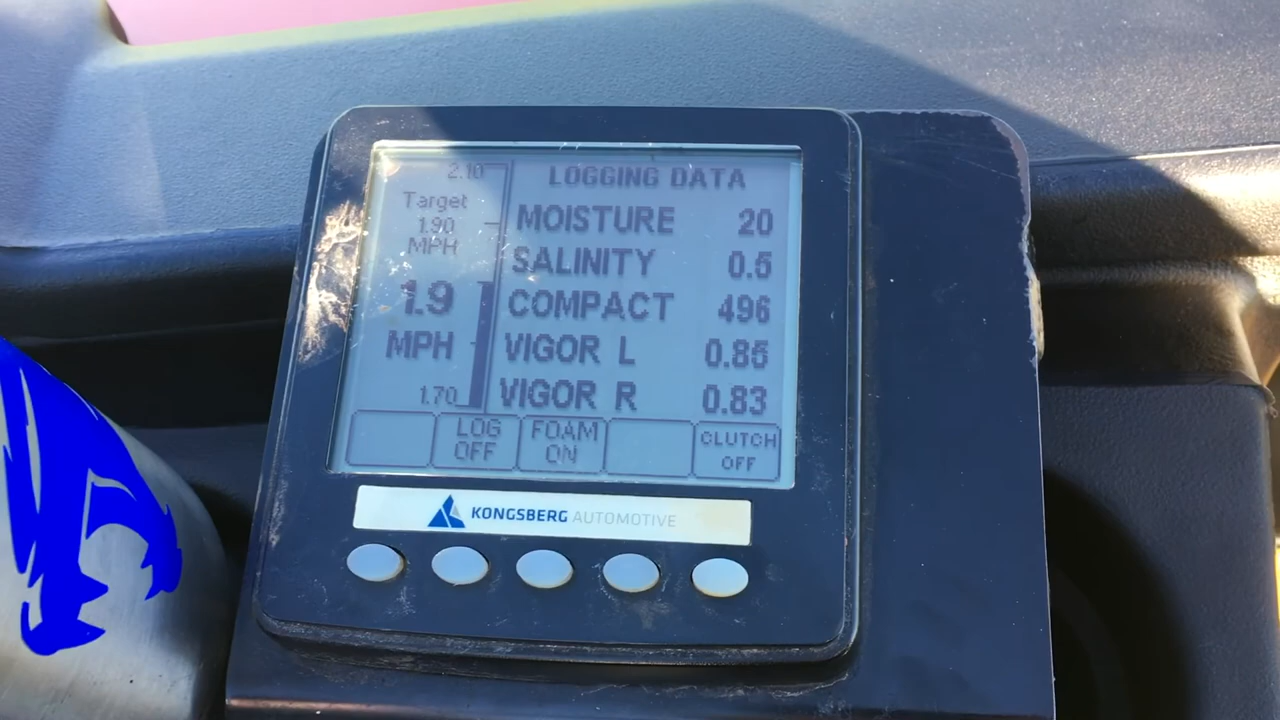 2.10
Target
1.90
MPH
1.9
MPH
1.70
LOGGING DATA
MOISTURE 20
SALINITY 0.5
COMPACT 496
VIGOR L 0.85
VIGOR R 0.83
LOG OFF
FOAM ON
CLUTCH OFF
KONGSBERG AUTOMOTIVE